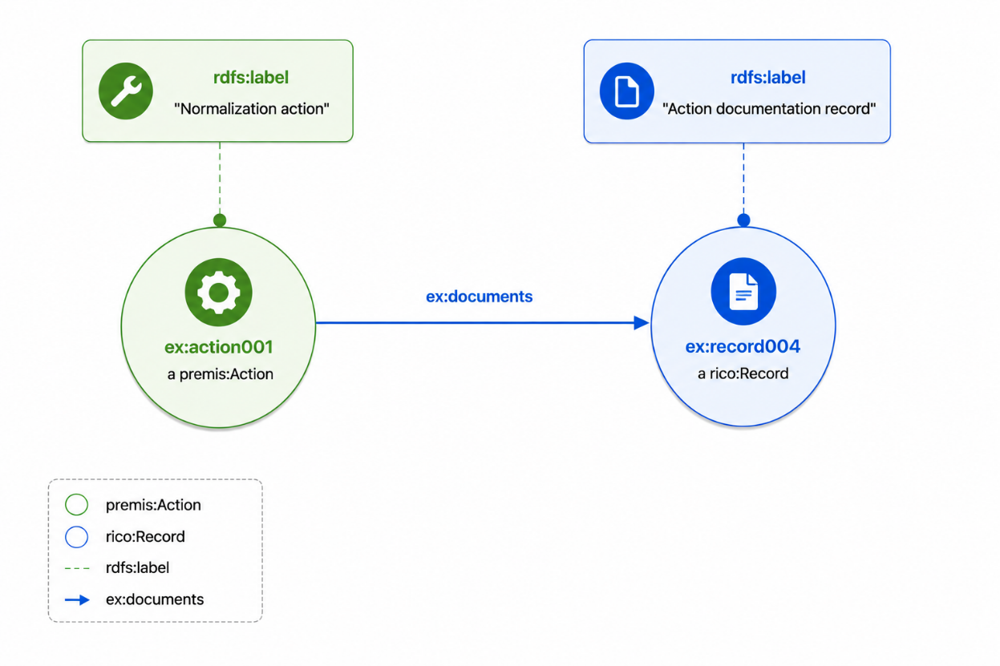 rdfs:label
"Normalization action"
rdfs:label
"Action documentation record"
ex:documents
ex:action001
a premis:Action
ex:record004
a rico:Record
premis:Action
rico:Record
rdfs:label
ex:documents